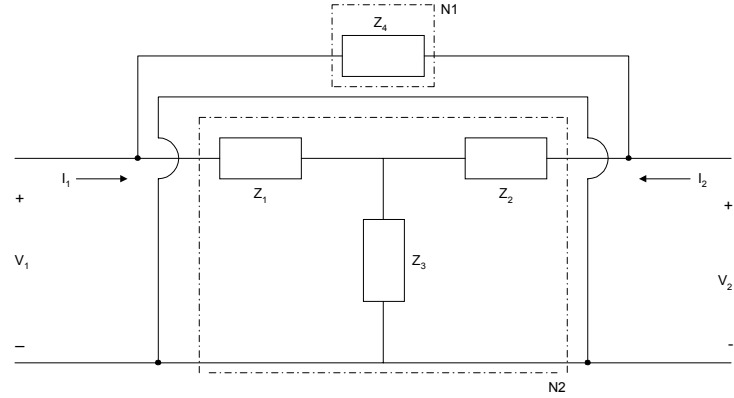 N1
Z4
I1
Z1
Z2
I2
+
+
V1
Z3
V2
–
-
N2